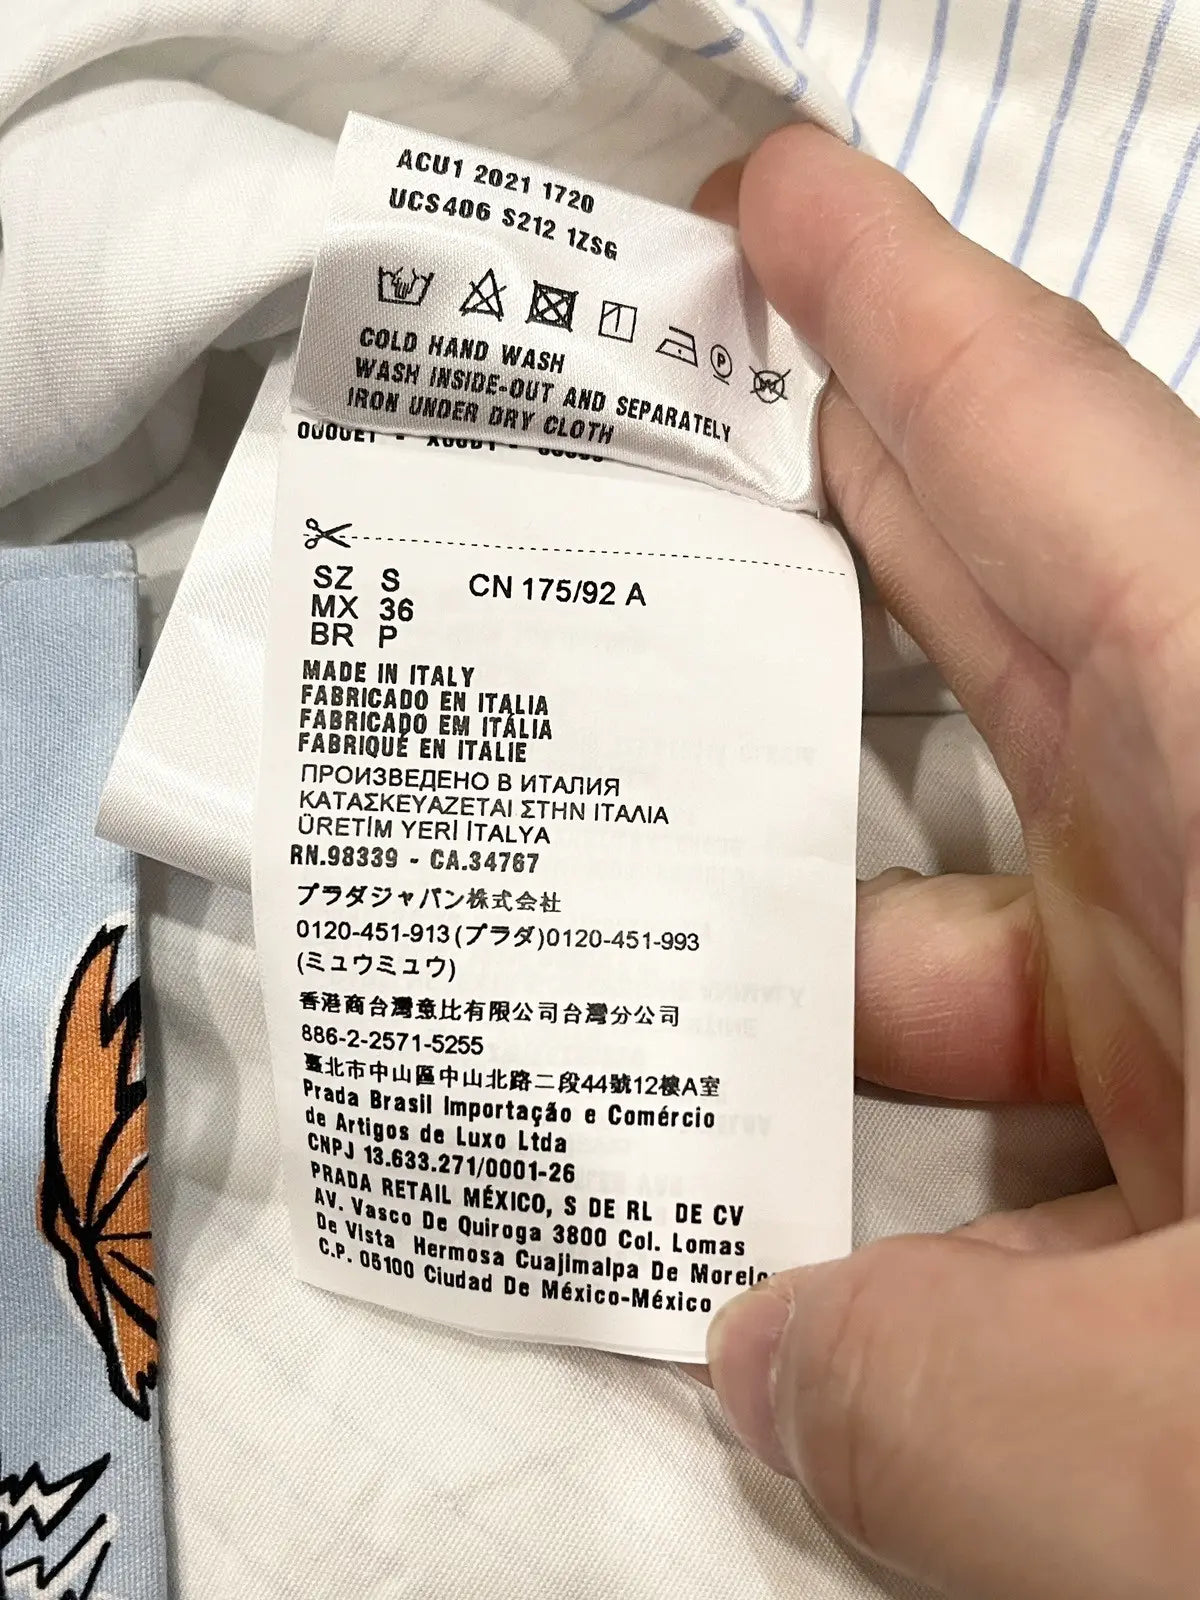 ACU1 2021 1720
UCS406 S212 1ZSG
P
W
COLD HAND WASH
WASH INSIDE-OUT AND SEPARATELY
IRON UNDER DRY CLOTH
SZ S CN 175/92 A
MX 36
BR P
MADE IN ITALY
FABRICADO EN ITALIA
FABRICADO EM ITÁLIA
FABRIQUÉ EN ITALIE
ПРОИЗВЕДЕНО В ИТАЛИЯ
ΚΑΤΑΣΚΕΥΑΖΕΤΑΙ ΣΤΗΝ ΙΤΑΛΙΑ
ÜRETİM YERİ İTALYA
RN.98339 - CA.34767
プラダジャパン株式会社
0120-451-913(プラダ)0120-451-993
(ミュウミュウ)
香港商台灣意比有限公司台灣分公司
886-2-2571-5255
臺北市中山區中山北路二段44號12樓A室
Prada Brasil Importação e Comércio
de Artigos de Luxo Ltda
CNPJ 13.633.271/0001-26
PRADA RETAIL MÉXICO, S DE RL DE CV
AV. Vasco De Quiroga 3800 Col. Lomas
De Vista Hermosa Cuajimalpa De
C.P. 05100 Ciudad De México-México